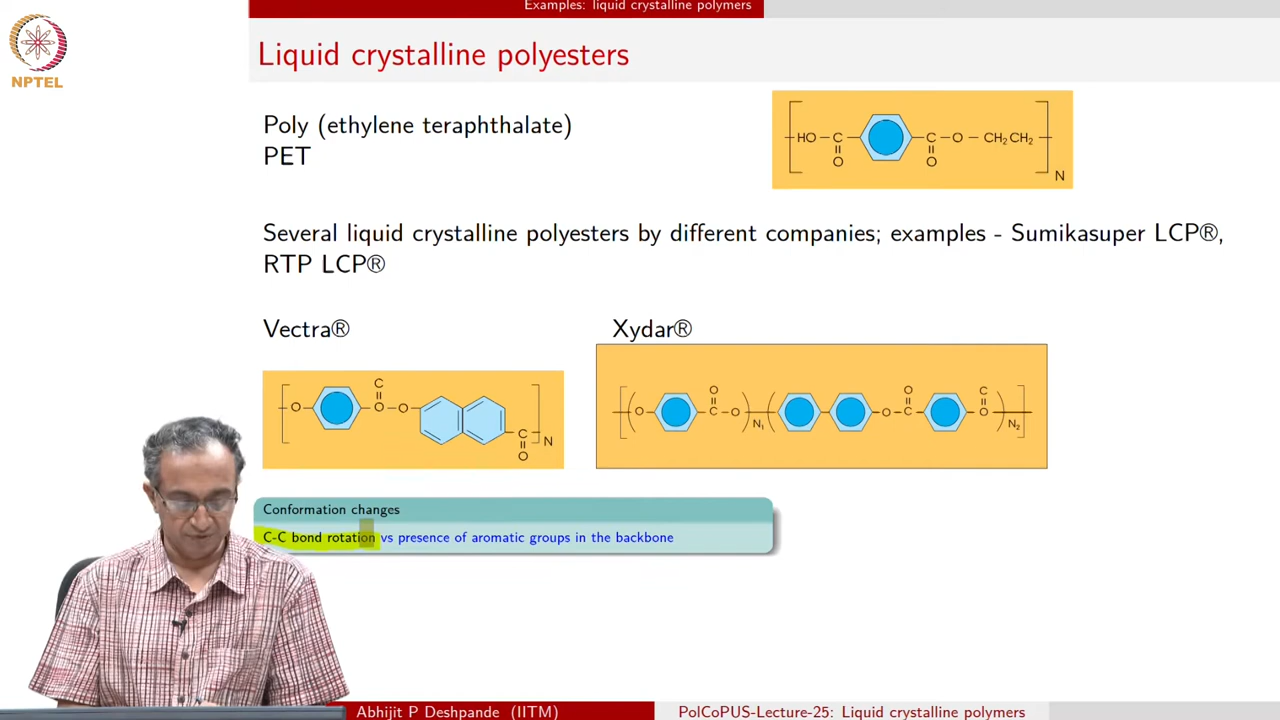 Examples: liquid crystalline polymers
NPTEL
Liquid crystalline polyesters
Poly (ethylene teraphthalate)
PET
HO C C O CH2 CH2
O O
N
Several liquid crystalline polyesters by different companies; examples - Sumikasuper LCP®,
RTP LCP®
Vectra® Xydar®
C
O O O
C N
O
O O C
O C O O C O
N1 N2
Conformation changes
C-C bond rotation vs presence of aromatic groups in the backbone
Abhijit P Deshpande (IITM) PolCoPUS-Lecture-25: Liquid crystalline polymers